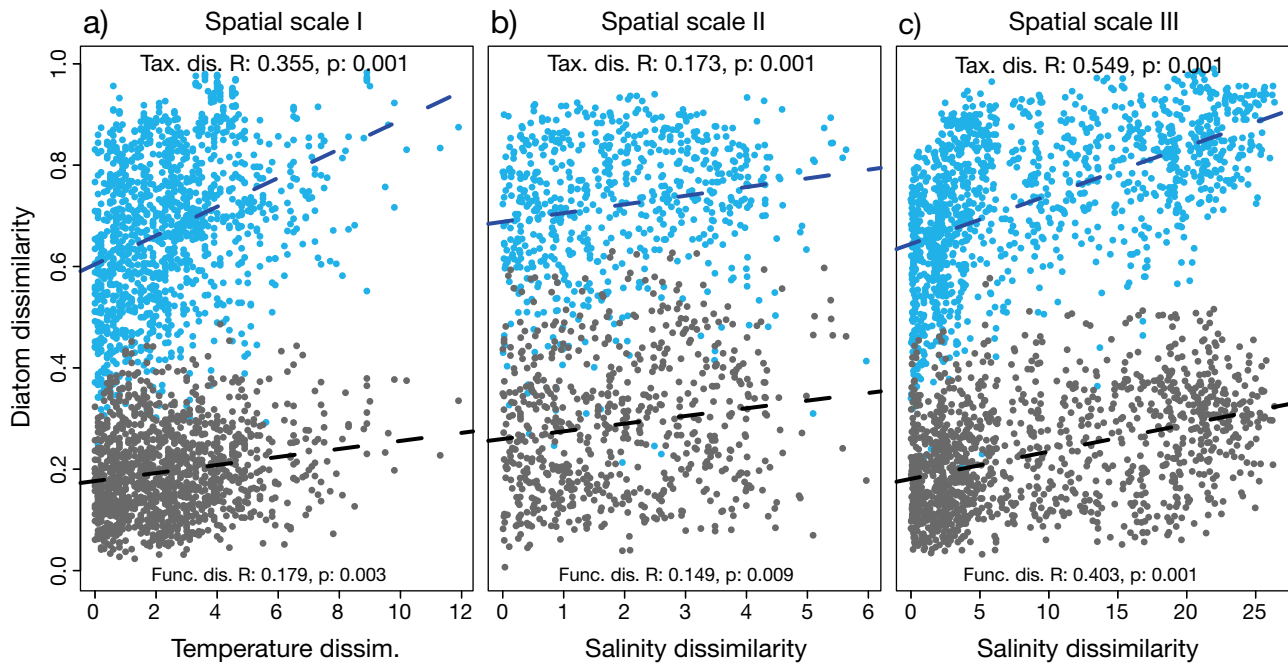 a) Spatial scale I
b) Spatial scale II
c) Spatial scale III
Tax. dis. R: 0.355, p: 0.001
Tax. dis. R: 0.173, p: 0.001
Tax. dis. R: 0.549, p: 0.001
Diatom dissimilarity
1.0
0.8
0.6
0.4
0.2
0.0
Func. dis. R: 0.179, p: 0.003
Func. dis. R: 0.149, p: 0.009
Func. dis. R: 0.403, p: 0.001
0 2 4 6 8 10 12
0 1 2 3 4 5 6
0 5 10 15 20 25
Temperature dissim.
Salinity dissimilarity
Salinity dissimilarity